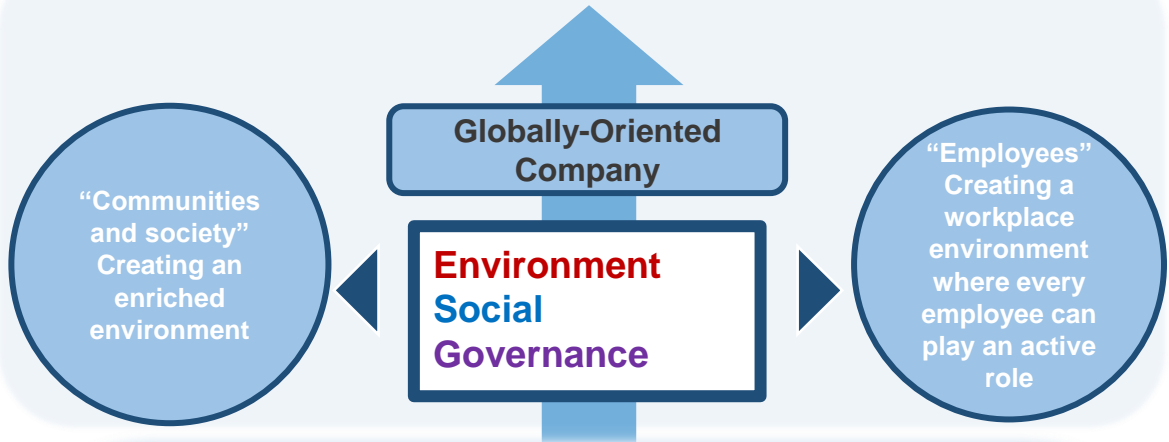 Globally-Oriented
Company
“Communities
and society”
Creating an
enriched
environment
Environment
Social
Governance
“Employees”
Creating a
workplace
environment
where every
employee can
play an active
role